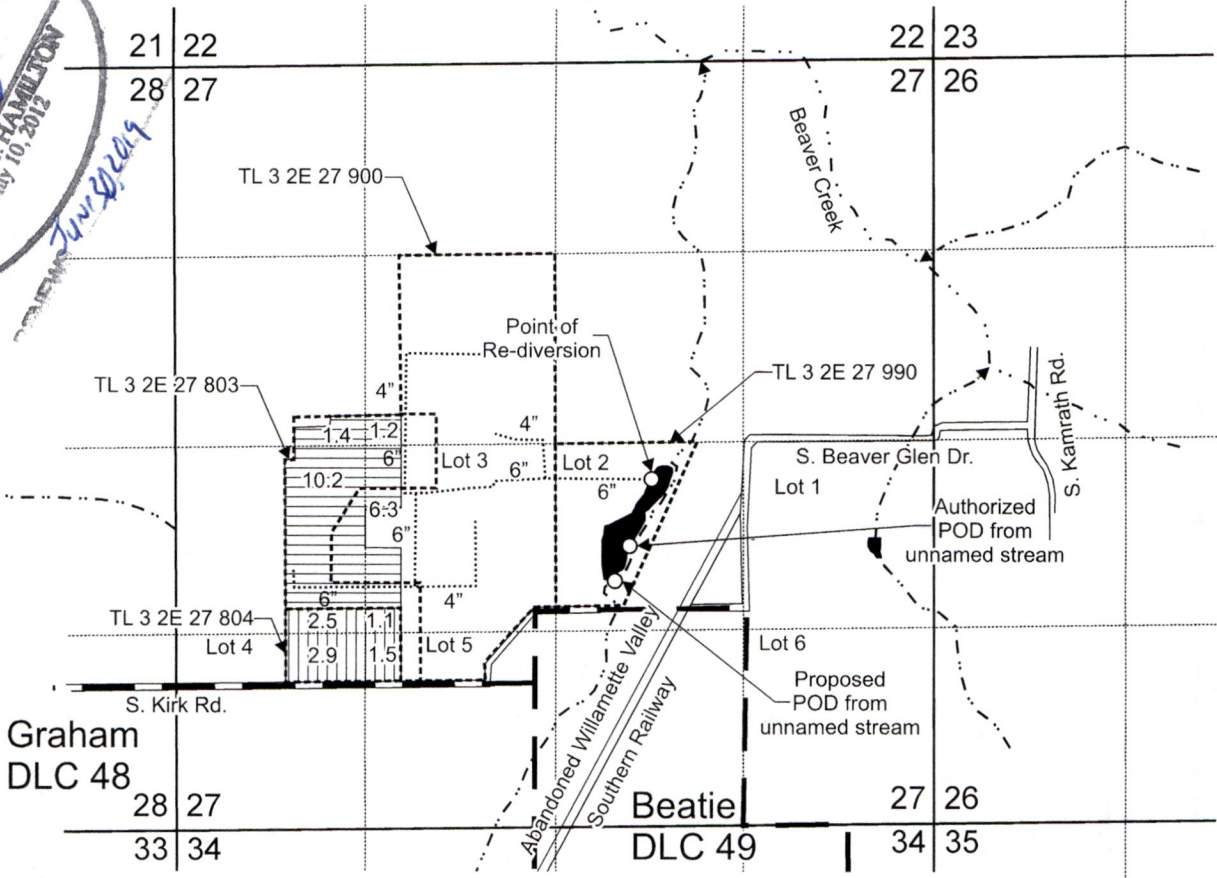 HAMILTON
10, 2012
JUNE 30, 2019
21 22
28 27
22 23
27 26
TL 3 2E 27 900
Beaver Creek
Point of
Re-diversion
TL 3 2E 27 803
TL 3 2E 27 990
4”
1.4
1.2
4”
S. Kamrath Rd.
6”
Lot 3
6”
Lot 2
S. Beaver Glen Dr.
10.2
6”
Lot 1
6.3
6”
Authorized
POD from
unnamed stream
6”
4”
TL 3 2E 27 804
2.5
1.1
Lot 4
2.9
1.5
Lot 5
Lot 6
Proposed
POD from
unnamed stream
S. Kirk Rd.
Abandoned Willamette Valley
Southern Railway
Graham
DLC 48
28 27
33 34
Beatie
DLC 49
27 26
34 35